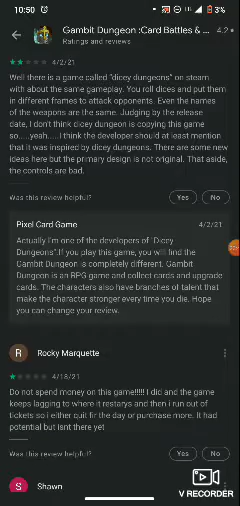 10:50
LTE
3%
Gambit Dungeon :Card Battles & ...
4.2
Ratings and reviews
4/2/21
Well there is a game called "dicey dungeons" on steam
with about the same gameplay. You roll dices and put them
in different frames to attack opponents. Even the names
of the weapons are the same. Judging by the release
date, I don't think dicey dungeon is copying this game
so.....yeah.....I think the developer should at least mention
that it was inspired by dicey dungeons. There are some new
ideas here but the primary design is not original. That aside,
the controls are bad.
Was this review helpful?
Yes
No
Pixel Card Game
4/2/21
Actually I'm one of the developers of "Dicey
Dungeons".If you play this game, you will find the
Gambit Dungeon is completely different. Gambit
Dungeon is an RPG game and collect cards and upgrade
cards. The characters also have branches of talent that
make the character stronger every time you die. Hope
you can change your review.
R
Rocky Marquette
4/18/21
Do not spend money on this game!!!!! I did and the game
keeps lagging to where it restarys and then i run out of
tickets so i either quit fir the day or purchase more. It had
potential but isnt there yet
Was this review helpful?
Yes
No
S
Shawn
V RECORDER